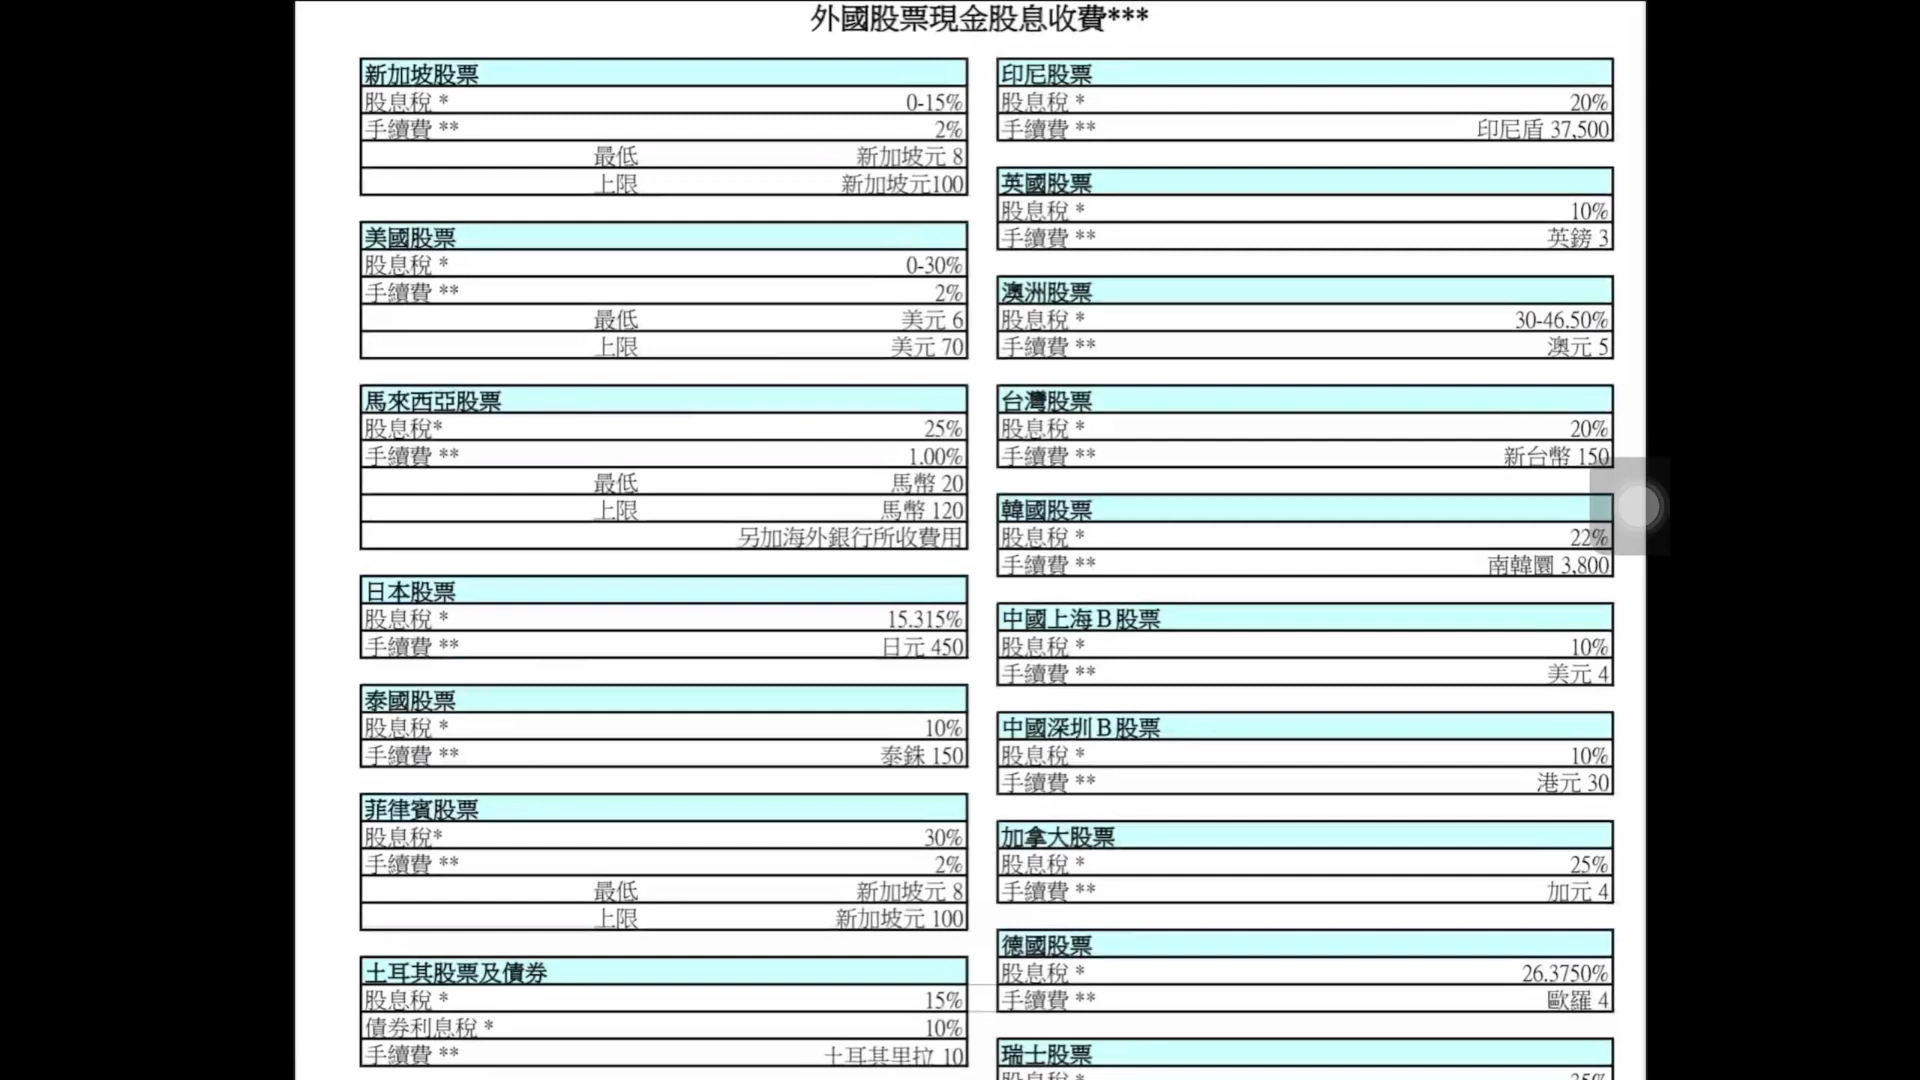 外國股票現金股息收費***
新加坡股票
股息稅 * 0-15%
手續費 ** 2%
最低 新加坡元 8
上限 新加坡元100
美國股票
股息稅 * 0-30%
手續費 ** 2%
最低 美元 6
上限 美元 70
馬來西亞股票
股息稅* 25%
手續費 ** 1.00%
最低 馬幣 20
上限 馬幣 120
另加海外銀行所收費用
日本股票
股息稅 * 15.315%
手續費 ** 日元 450
泰國股票
股息稅 * 10%
手續費 ** 泰銖 150
菲律賓股票
股息稅* 30%
手續費 ** 2%
最低 新加坡元 8
上限 新加坡元 100
土耳其股票及債券
股息稅 * 15%
債券利息稅 * 10%
手續費 ** 土耳其里拉 10
印尼股票
股息稅 * 20%
手續費 ** 印尼盾 37,500
英國股票
股息稅 * 10%
手續費 ** 英鎊 3
澳洲股票
股息稅 * 30-46.50%
手續費 ** 澳元 5
台灣股票
股息稅 * 20%
手續費 ** 新台幣 150
韓國股票
股息稅 * 22%
手續費 ** 南韓圜 3,800
中國上海B股票
股息稅 * 10%
手續費 ** 美元 4
中國深圳B股票
股息稅 * 10%
手續費 ** 港元 30
加拿大股票
股息稅 * 25%
手續費 ** 加元 4
德國股票
股息稅 * 26.3750%
手續費 ** 歐羅 4
瑞士股票